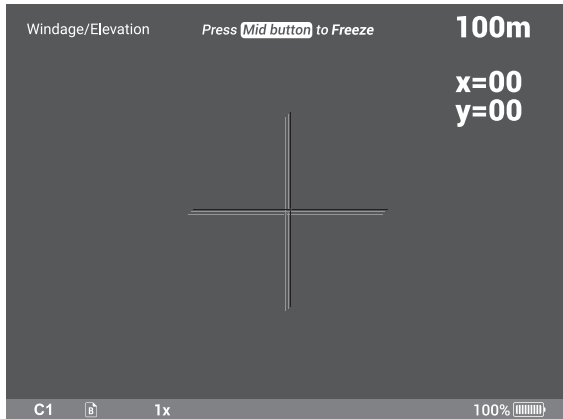 Windage/Elevation Press Mid button to Freeze 100m
x=00
y=00
C1 B 1x 100%